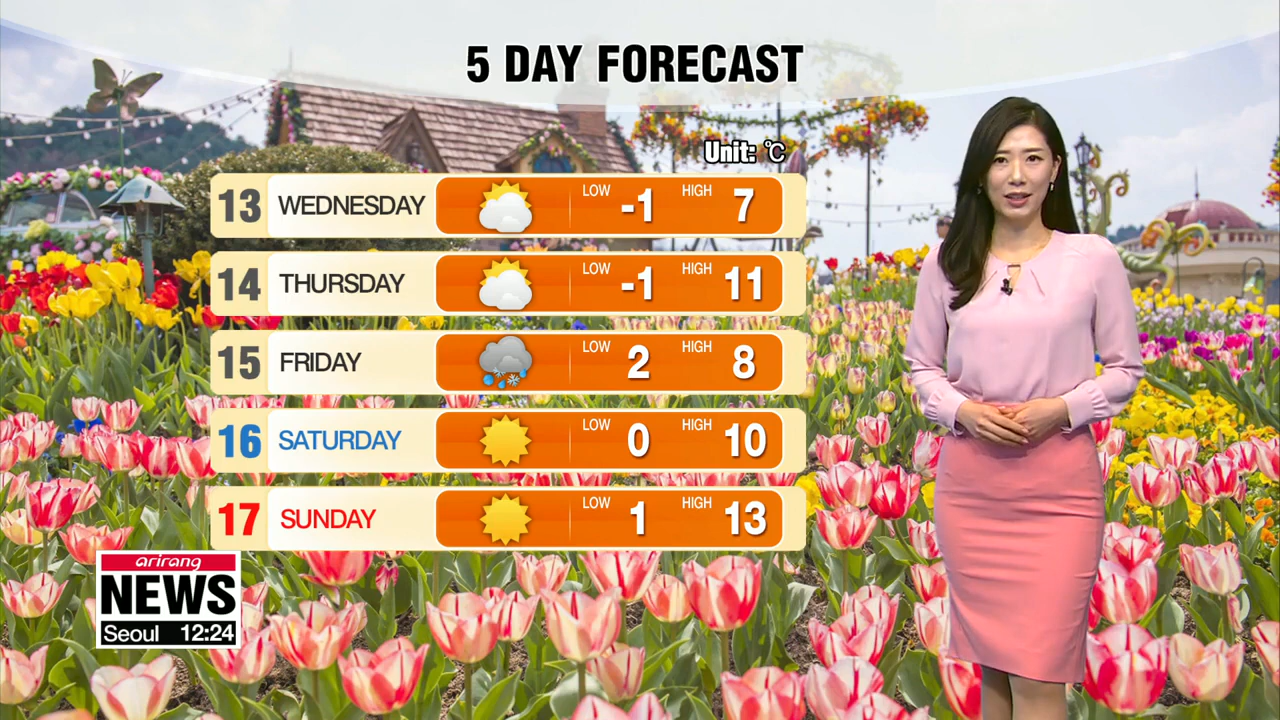 5 DAY FORECAST
Unit: ℃
13 WEDNESDAY LOW -1 HIGH 7
14 THURSDAY LOW -1 HIGH 11
15 FRIDAY LOW 2 HIGH 8
16 SATURDAY LOW 0 HIGH 10
17 SUNDAY LOW 1 HIGH 13
arirang
NEWS
Seoul 12:24